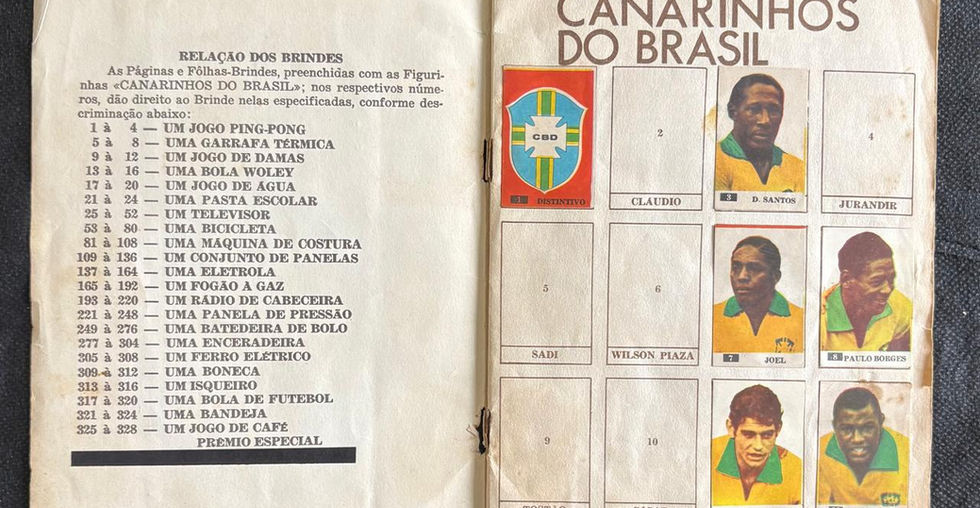 RELAÇÃO DOS BRINDES
As Páginas e Fôlhas-Brindes, preenchidas com as Figuri-
nhas «CANARINHOS DO BRASIL»; nos respectivos núme-
ros, dão direito ao Brinde nelas especificadas, conforme des-
criminação abaixo:
1 à 4 — UM JOGO PING-PONG
5 à 8 — UMA GARRAFA TÉRMICA
9 à 12 — UM JOGO DE DAMAS
13 à 16 — UMA BOLA WOLEY
17 à 20 — UM JOGO DE ÁGUA
21 à 24 — UMA PASTA ESCOLAR
25 à 52 — UM TELEVISOR
53 à 80 — UMA BICICLETA
81 à 108 — UMA MÁQUINA DE COSTURA
109 à 136 — UM CONJUNTO DE PANELAS
137 à 164 — UMA ELETROLA
165 à 192 — UM FOGÃO A GAZ
193 à 220 — UM RÁDIO DE CABECEIRA
221 à 248 — UMA PANELA DE PRESSÃO
249 à 276 — UMA BATEDEIRA DE BOLO
277 à 304 — UMA ENCERADEIRA
305 à 308 — UM FERRO ELÉTRICO
309 à 312 — UMA BONECA
313 à 316 — UM ISQUEIRO
317 à 320 — UMA BOLA DE FUTEBOL
321 à 324 — UMA BANDEJA
325 à 328 — UM JOGO DE CAFÉ
PRÊMIO ESPECIAL
CANARINHOS
DO BRASIL
CBD
1 DISTINTIVO
2
CLAUDIO
3 D. SANTOS
4
JURANDIR
5
SADI
6
WILSON PIAZA
7 JOEL
8 PAULO BORGES
9
10